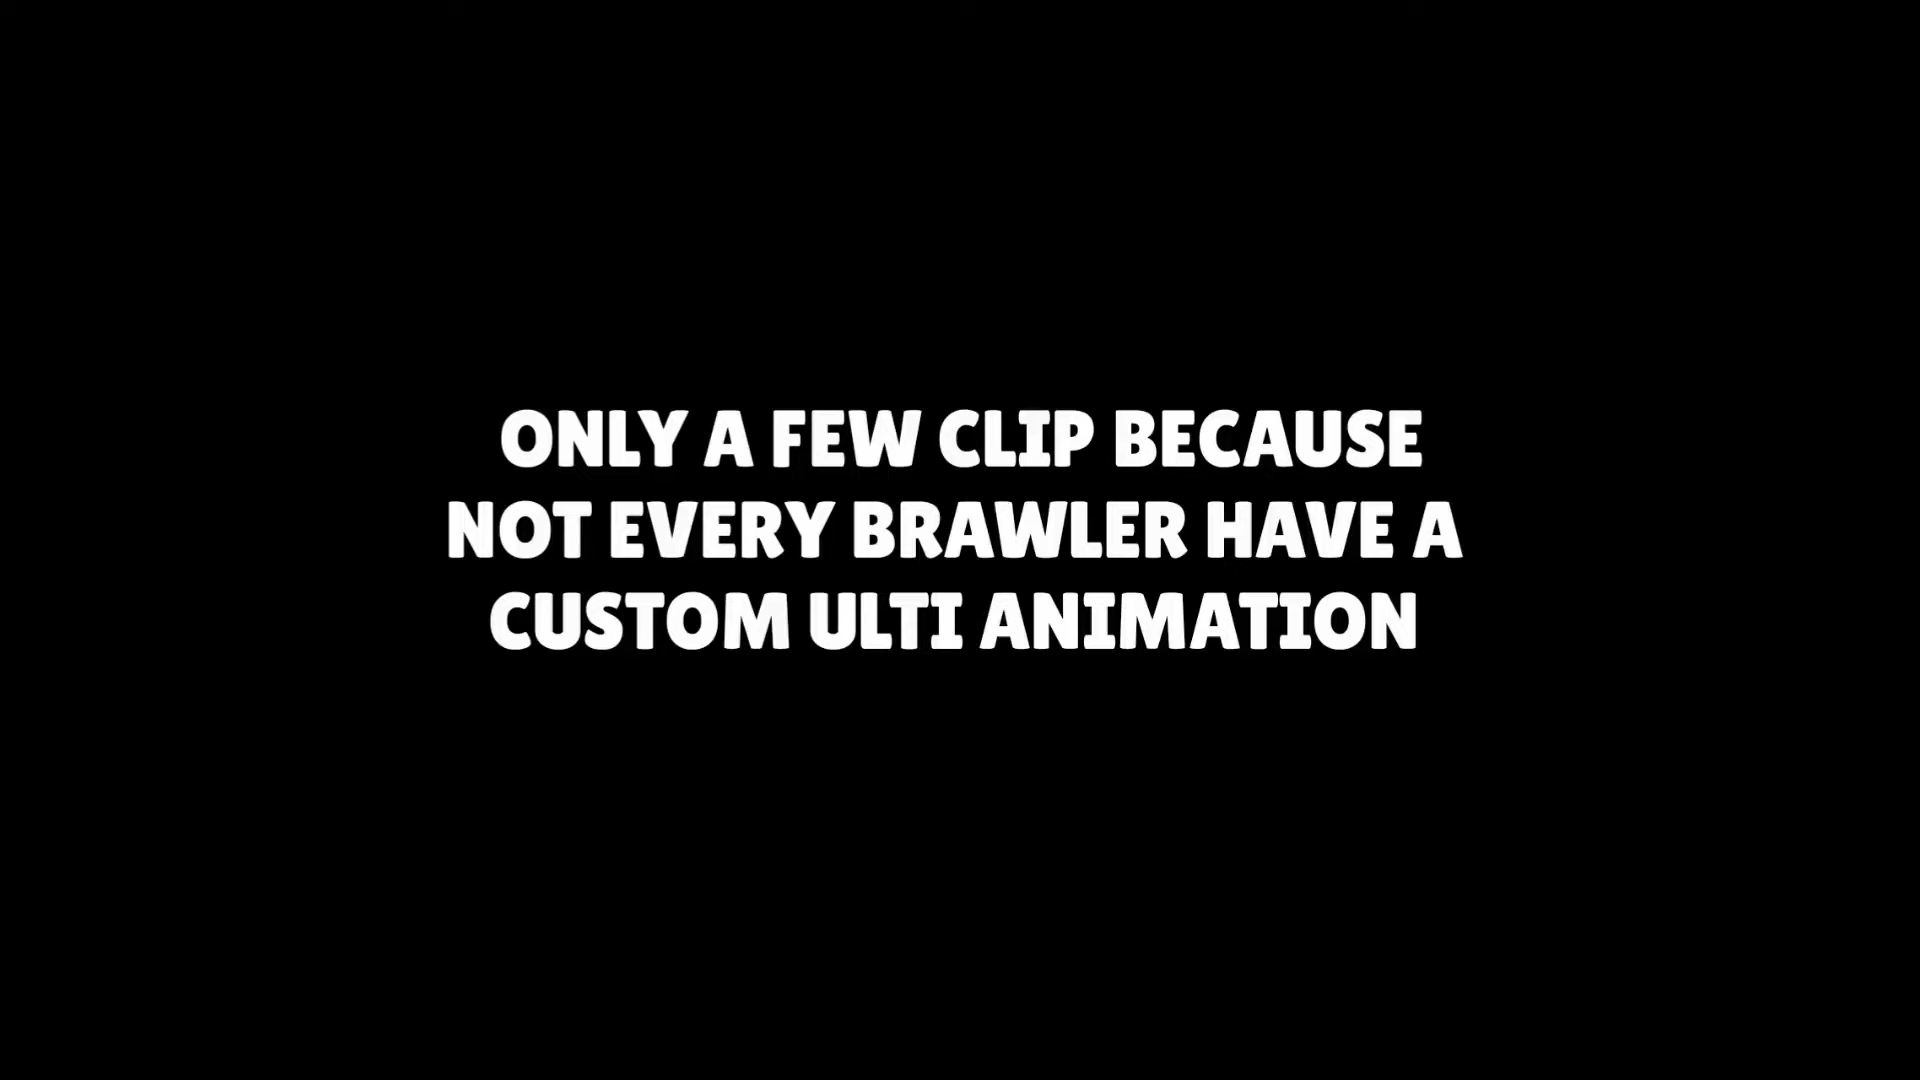 ONLY A FEW CLIP BECAUSE
NOT EVERY BRAWLER HAVE A
CUSTOM ULTI ANIMATION